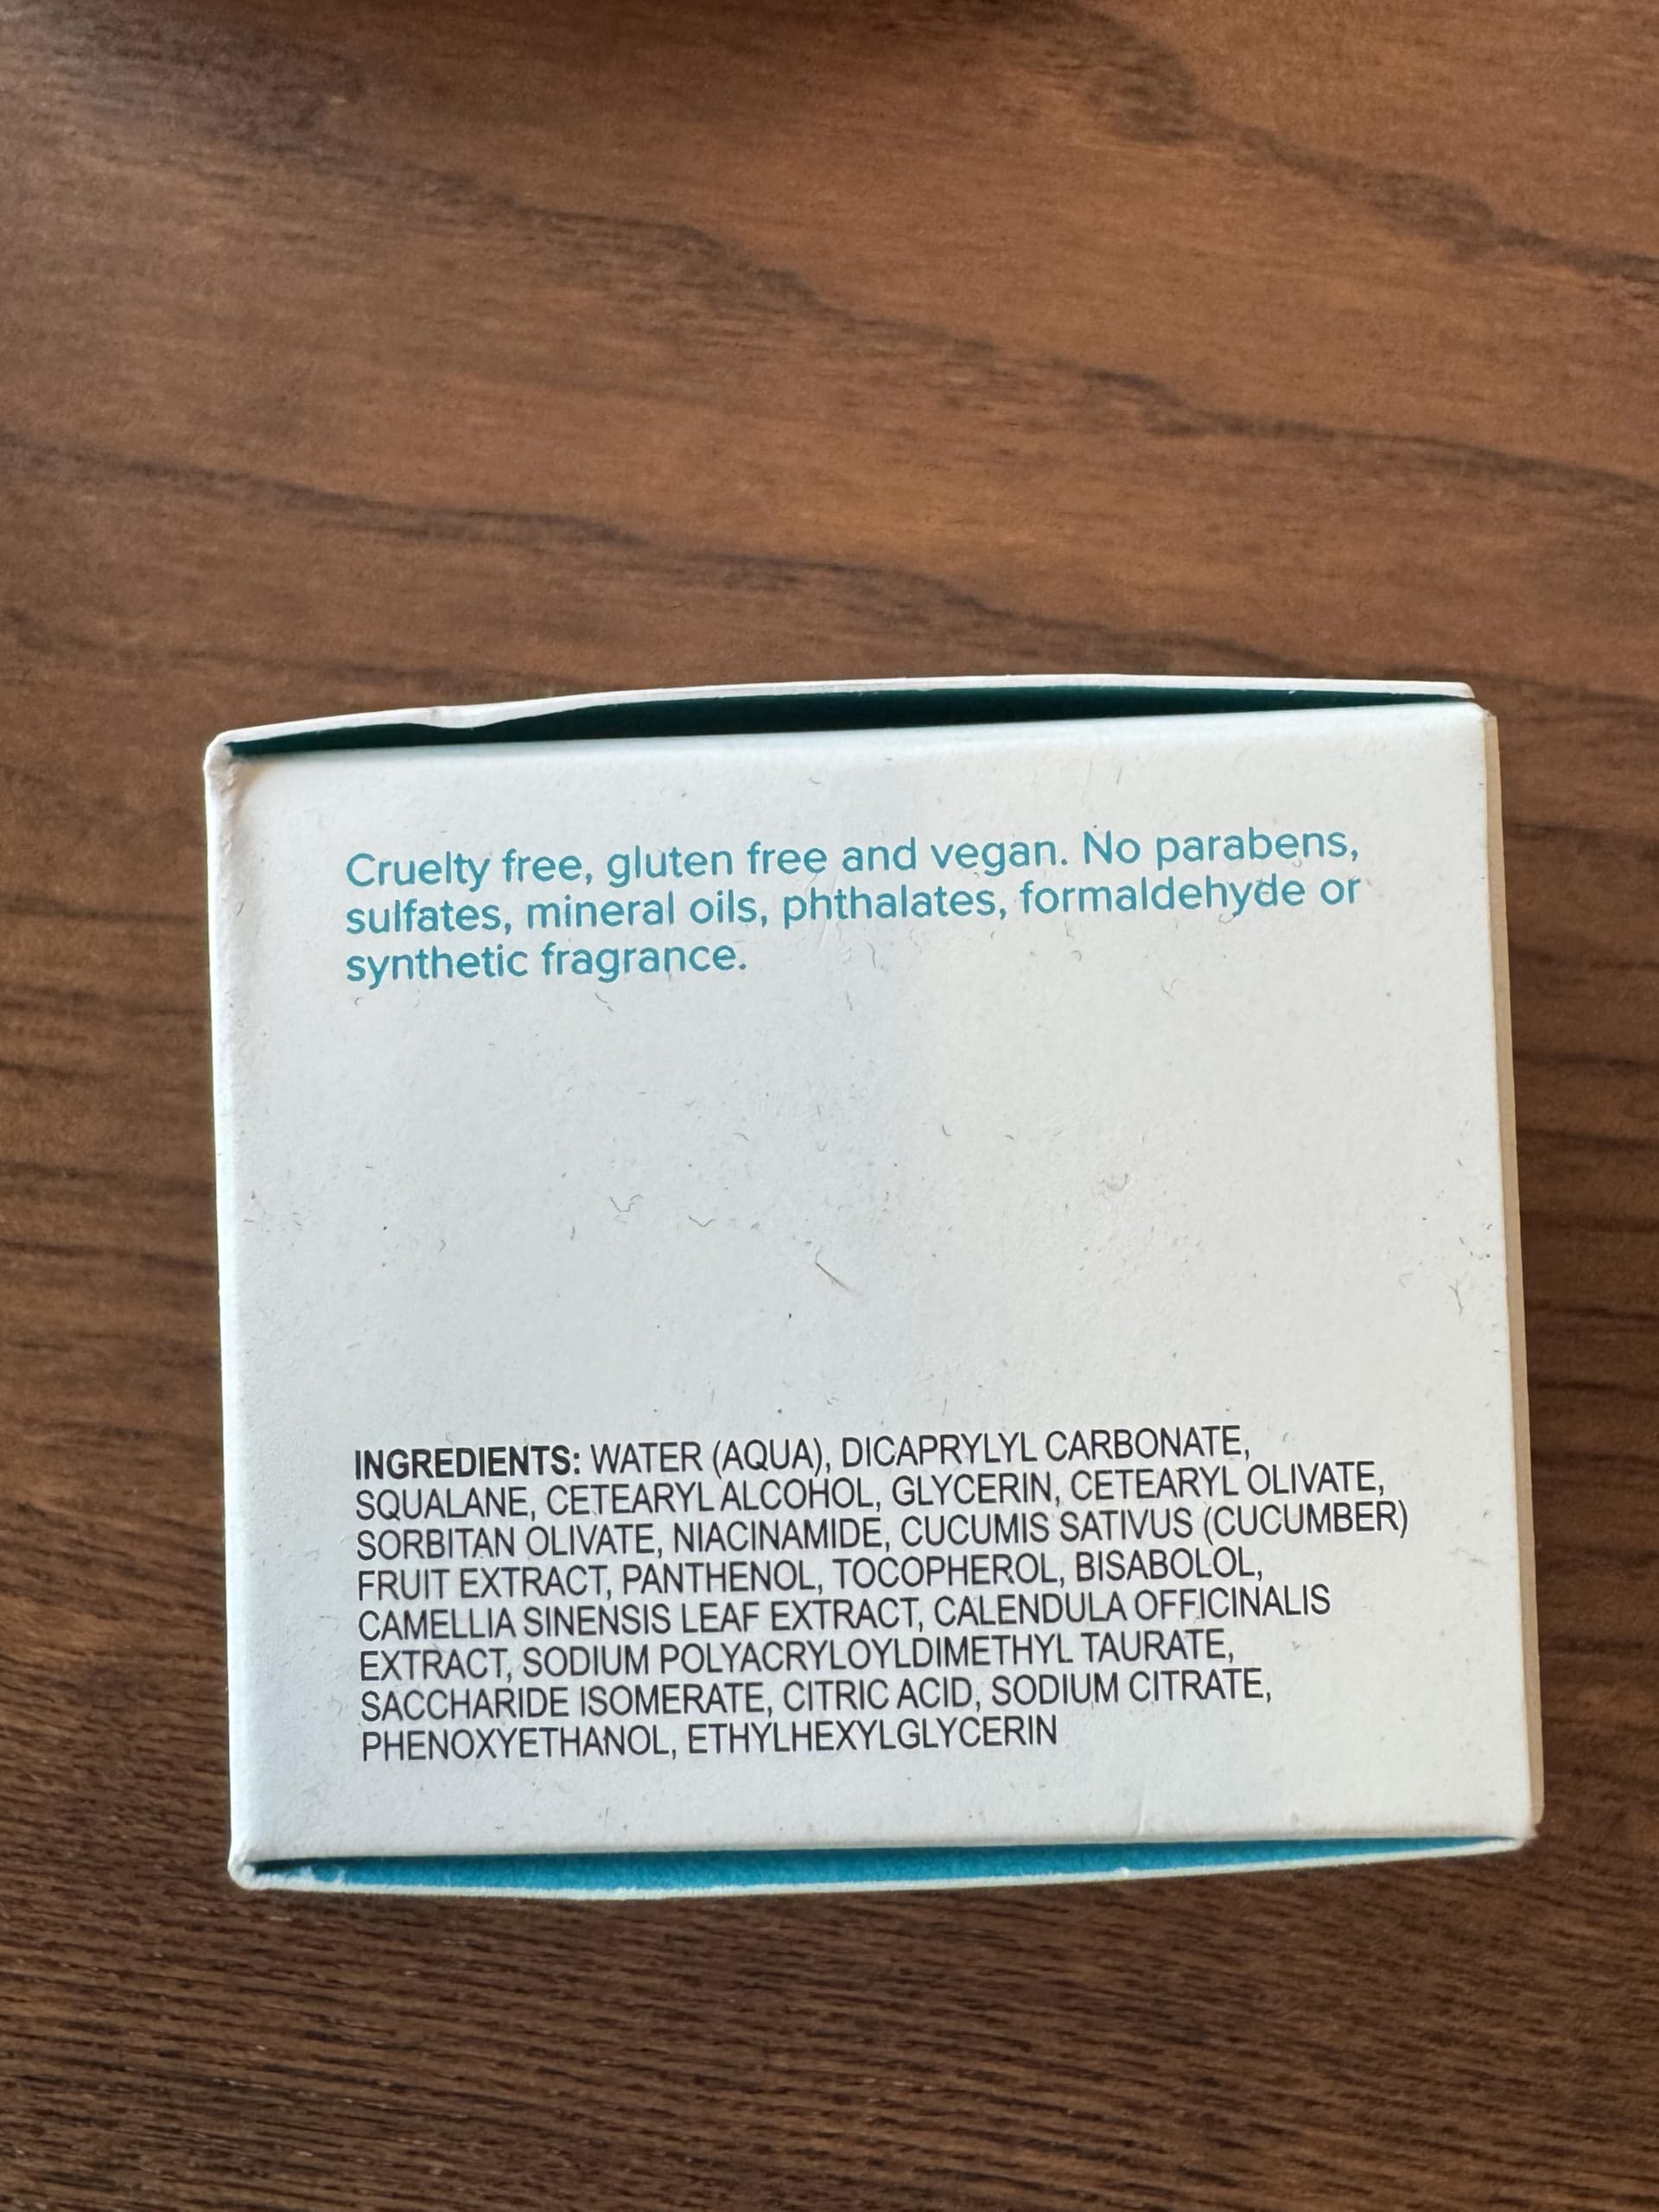 Cruelty free, gluten free and vegan. No parabens,
sulfates, mineral oils, phthalates, formaldehyde or
synthetic fragrance.
INGREDIENTS: WATER (AQUA), DICAPRYLYL CARBONATE,
SQUALANE, CETEARYL ALCOHOL, GLYCERIN, CETEARYL OLIVATE,
SORBITAN OLIVATE, NIACINAMIDE, CUCUMIS SATIVUS (CUCUMBER)
FRUIT EXTRACT, PANTHENOL, TOCOPHEROL, BISABOLOL,
CAMELLIA SINENSIS LEAF EXTRACT, CALENDULA OFFICINALIS
EXTRACT, SODIUM POLYACRYLOYLDIMETHYL TAURATE,
SACCHARIDE ISOMERATE, CITRIC ACID, SODIUM CITRATE,
PHENOXYETHANOL, ETHYLHEXYLGLYCERIN